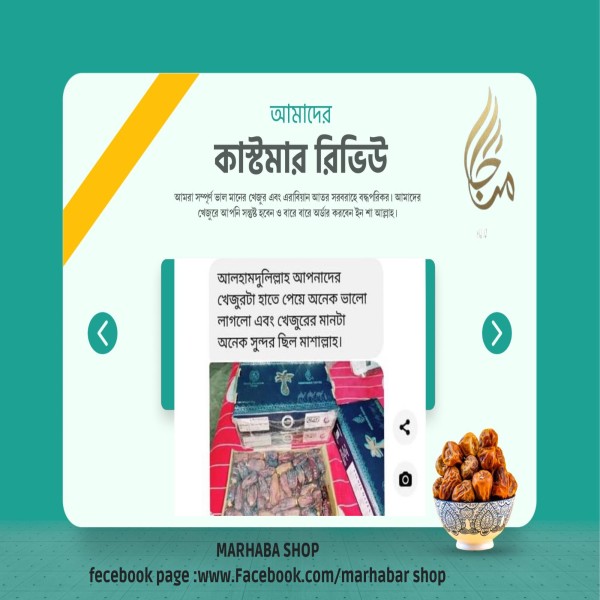 আমাদের
কাস্টমার রিভিউ
আমরা সম্পূর্ণ ভাল মানের খেজুর এবং এরাবিয়ান আতর সরবরাহে বদ্ধপরিকর। আমাদের
খেজুরে আপনি সন্তুষ্ট হবেন ও বারে বারে অর্ডার করবেন ইন শা আল্লাহ।
আলহামদুলিল্লাহ আপনাদের
খেজুরটা হাতে পেয়ে অনেক ভালো
লাগলো এবং খেজুরের মানটা
অনেক সুন্দর ছিল মাশাল্লাহ।
MARHABA SHOP
fecebook page :www.Facebook.com/marhabar shop